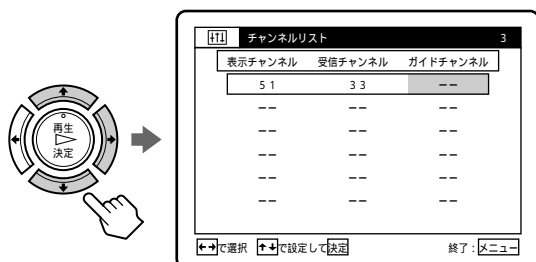 チャンネルリスト 3
表示チャンネル 受信チャンネル ガイドチャンネル
51 33 −−
−− −− −−
−− −− −−
−− −− −−
−− −− −−
−− −− −−
再生
決定
←→で選択 ↑↓で設定して決定 終了:メニュー